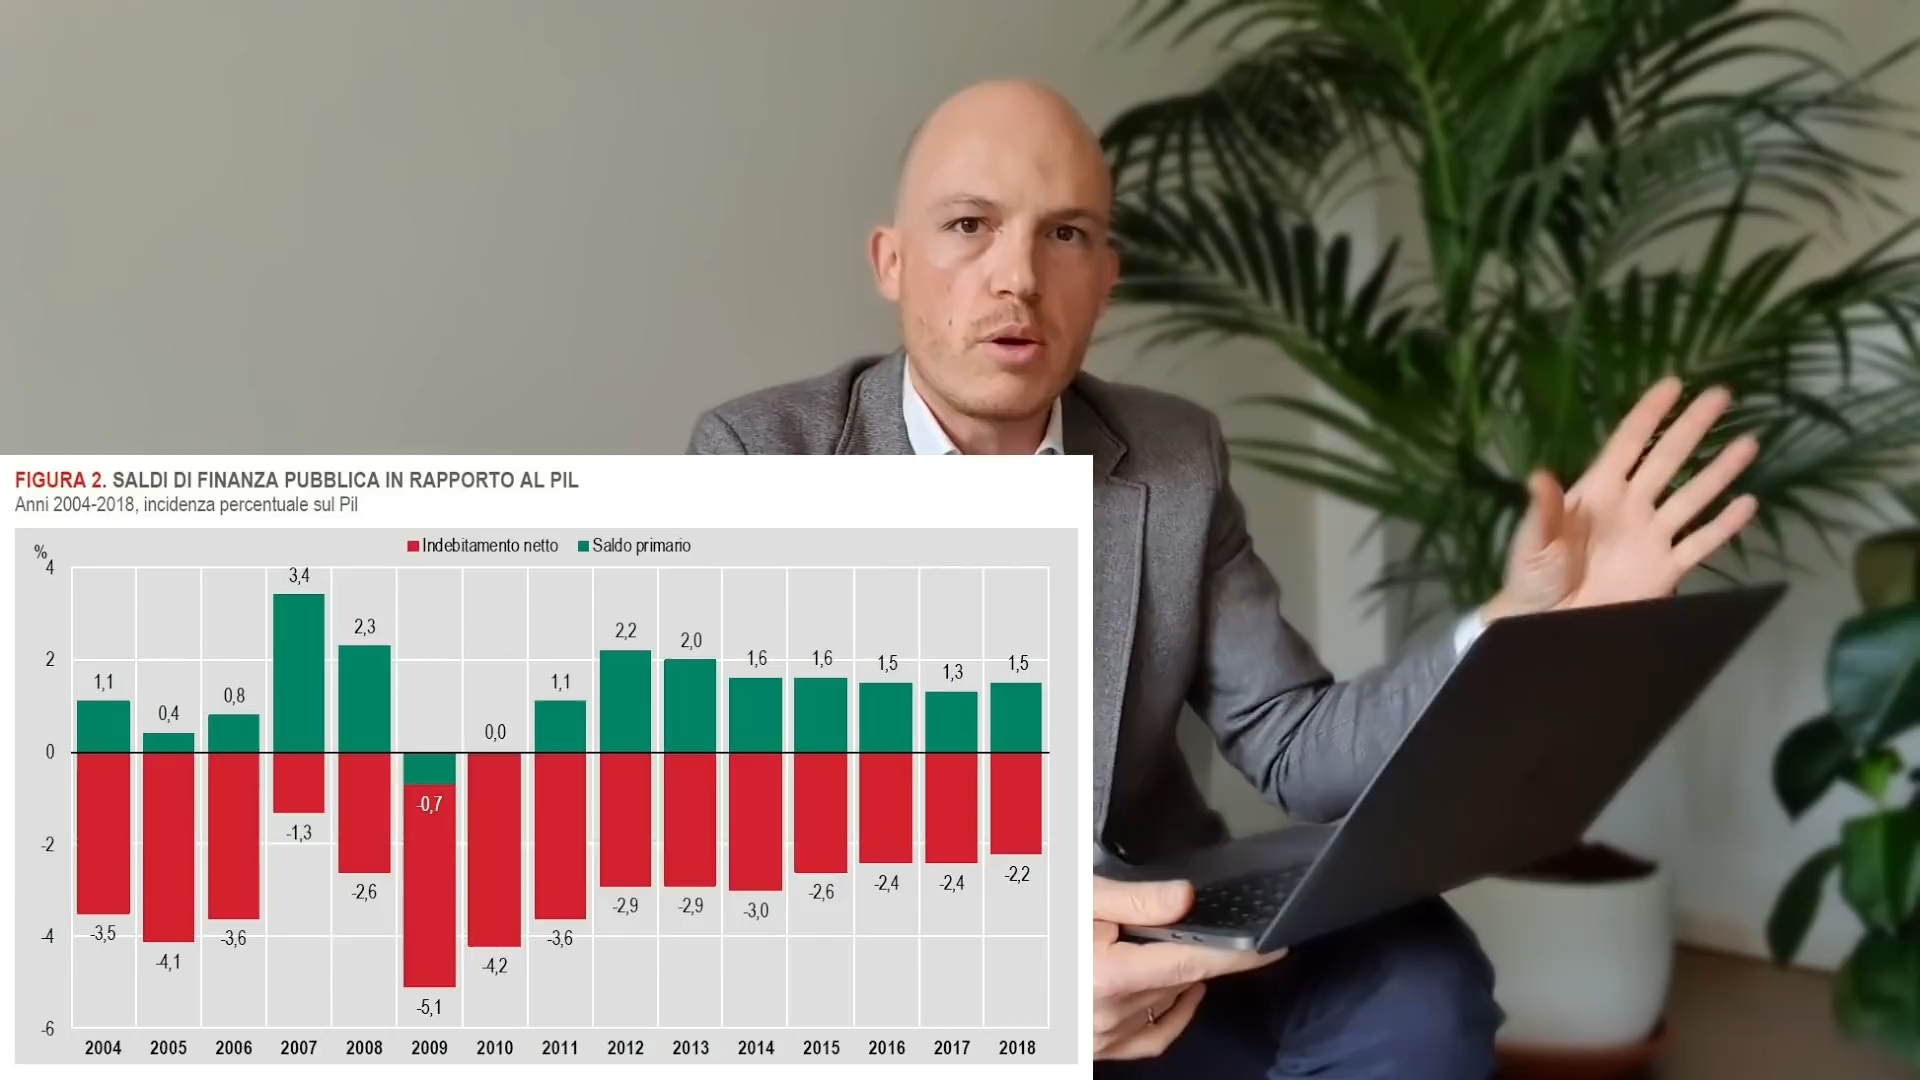 FIGURA 2. SALDI DI FINANZA PUBBLICA IN RAPPORTO AL PIL
Anni 2004-2018, incidenza percentuale sul Pil
Indebitamento netto Saldo primario
%
4
2
0
-2
-4
-6
1,1 0,4 0,8 3,4 2,3 -0,7 0,0 1,1 2,2 2,0 1,6 1,6 1,5 1,3 1,5
-3,5 -4,1 -3,6 -1,3 -2,6 -5,1 -4,2 -3,6 -2,9 -2,9 -3,0 -2,6 -2,4 -2,4 -2,2
2004 2005 2006 2007 2008 2009 2010 2011 2012 2013 2014 2015 2016 2017 2018